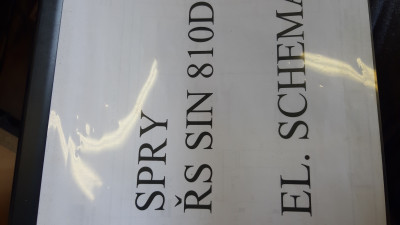 SPRY
ŘS SIN 810D
EL. SCHEMA